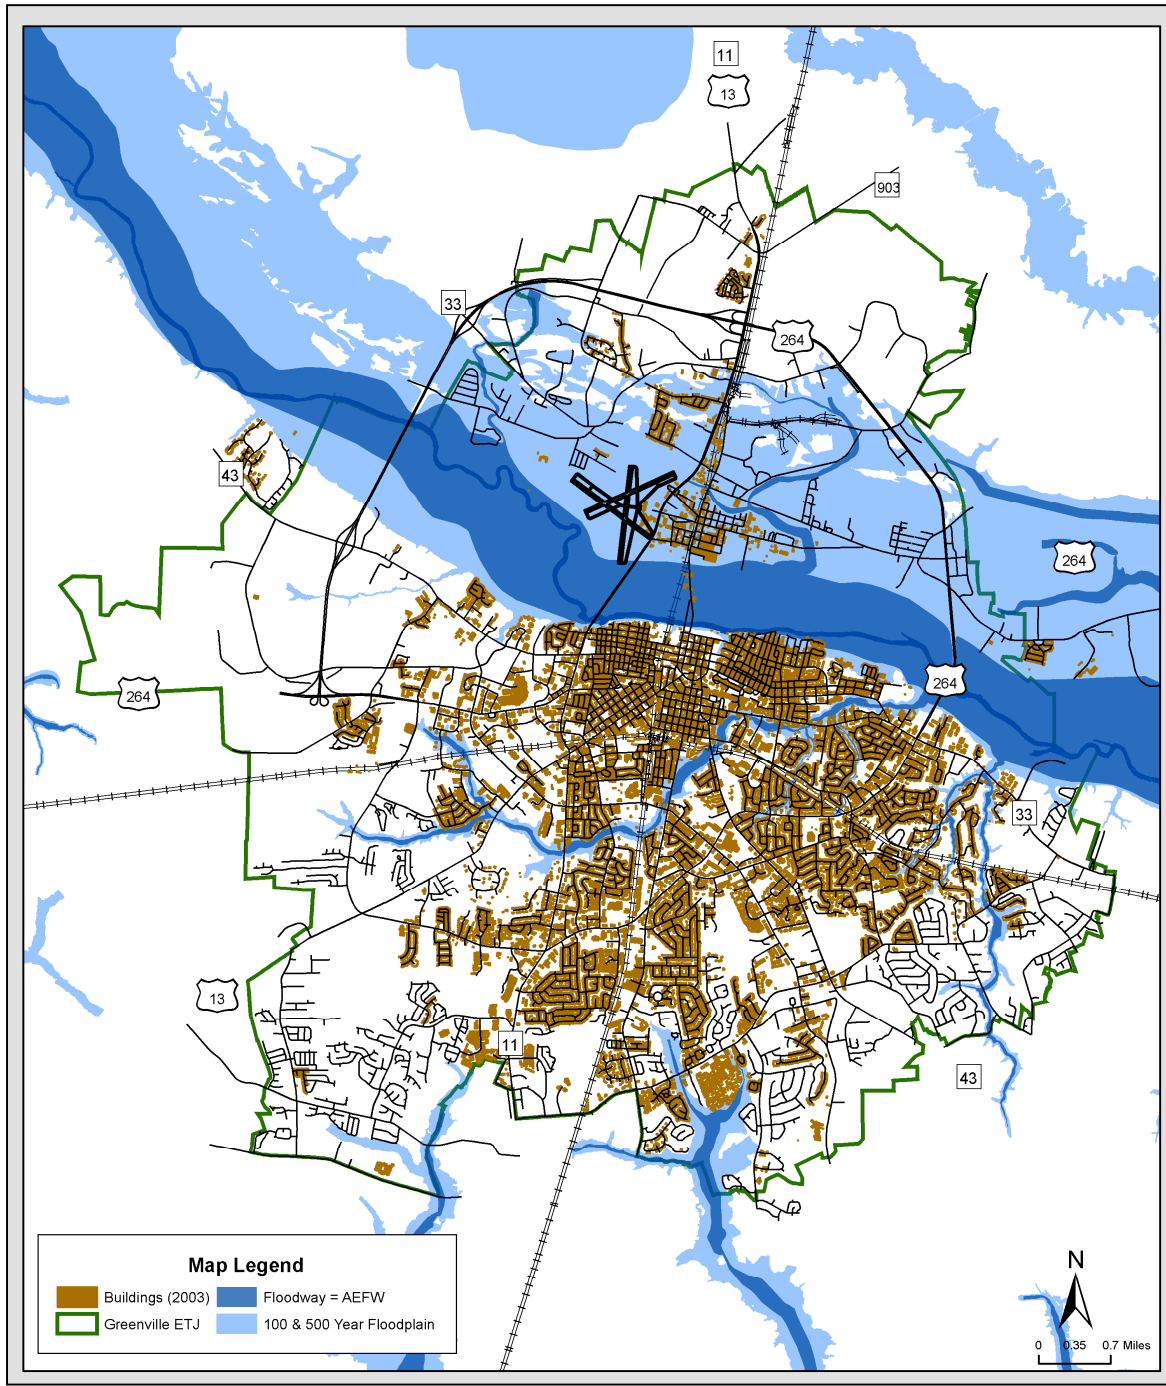 11
13
903
33
264
43
264
264
264
33
13
11
43
Map Legend
Buildings (2003)
Floodway = AEFW
Greenville ETJ
100 & 500 Year Floodplain
N
0 0.35 0.7 Miles